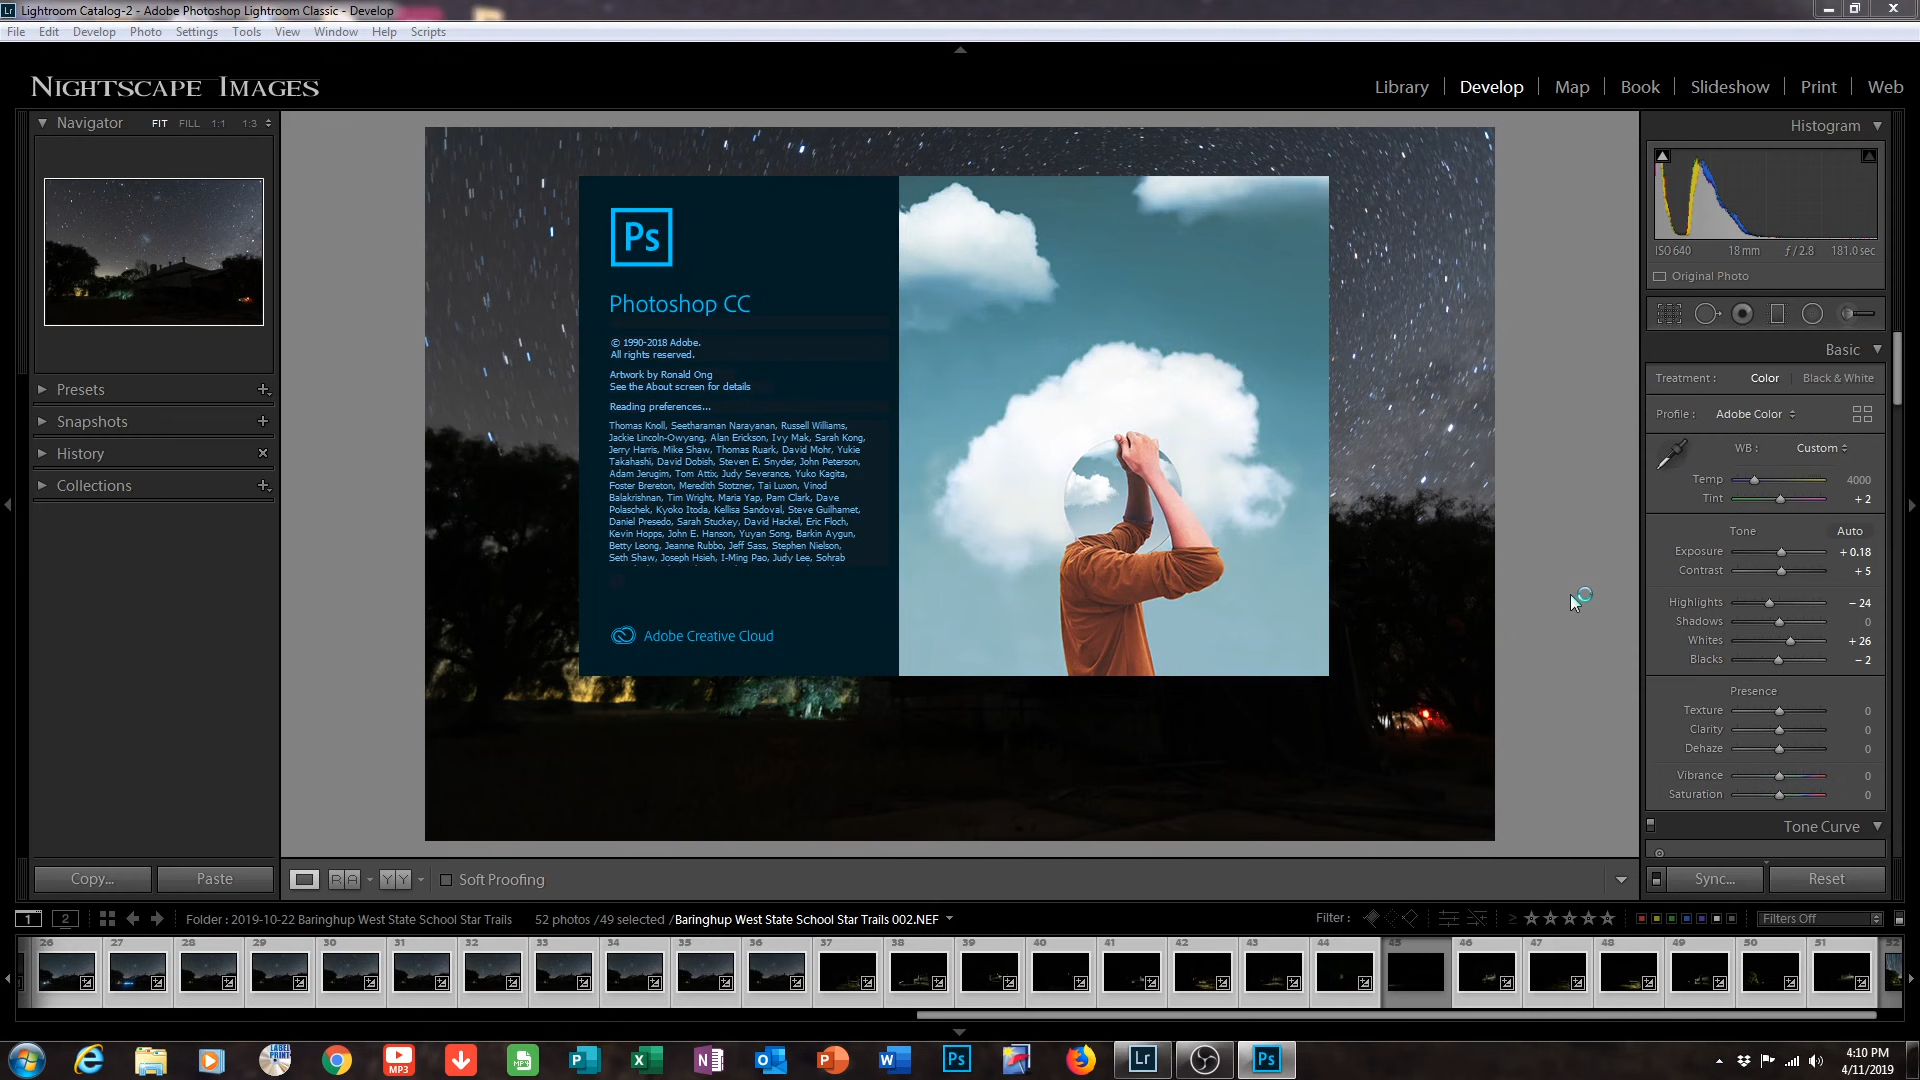 Lr Lightroom Catalog-2 - Adobe Photoshop Lightroom Classic - Develop
File Edit Develop Photo Settings Tools View Window Help Scripts
Nightscape Images
Library Develop Map Book Slideshow Print Web
Navigator FIT FILL 1:1 1:3
Histogram
ISO 640 18 mm ƒ / 2.8 181.0 sec
Original Photo
Ps
Photoshop CC
© 1990-2018 Adobe.
All rights reserved.
Artwork by Ronald Ong
See the About screen for details
Reading preferences...
Thomas Knoll, Seetharaman Narayanan, Russell Williams,
Jackie Lincoln-Owyang, Alan Erickson, Ivy Mak, Sarah Kong,
Jerry Harris, Mike Shaw, Thomas Ruark, David Mohr, Yukie
Takahashi, David Dobish, Steven E. Snyder, John Peterson,
Adam Jerugim, Tom Attix, Judy Severance, Yuko Kagita,
Foster Brereton, Meredith Stotzner, Tai Luxon, Vinod
Balakrishnan, Tim Wright, Maria Yap, Pam Clark, Dave
Polaschek, Kyoko Itoda, Kellisa Sandoval, Steve Guilhamet,
Daniel Presedo, Sarah Stuckey, David Hackel, Eric Floch,
Kevin Hopps, John E. Hanson, Yuyan Song, Barkin Aygun,
Betty Leong, Jeanne Rubbo, Jeff Sass, Stephen Nielson,
Seth Shaw, Joseph Hsieh, I-Ming Pao, Judy Lee, Sohrab
Adobe Creative Cloud
Presets
Snapshots
History
Collections
Basic
Treatment : Color Black & White
Profile : Adobe Color
WB : Custom
Temp 4000
Tint + 2
Tone Auto
Exposure + 0.18
Contrast + 5
Highlights – 24
Shadows 0
Whites + 26
Blacks – 2
Presence
Texture 0
Clarity 0
Dehaze 0
Vibrance 0
Saturation 0
Tone Curve
Copy... Paste
R A Y Y Soft Proofing
Sync... Reset
1 2 Folder : 2019-10-22 Baringhup West State School Star Trails 52 photos /49 selected /Baringhup West State School Star Trails 002.NEF
Filter : ≥ Filters Off
26 27 28 29 30 31 32 33 34 35 36 37 38 39 40 41 42 43 44 45 46 47 48 49 50 51 52
LABEL PRINT MP3 MP3 P X N O P W Ps Lr Ps
4:10 PM
4/11/2019